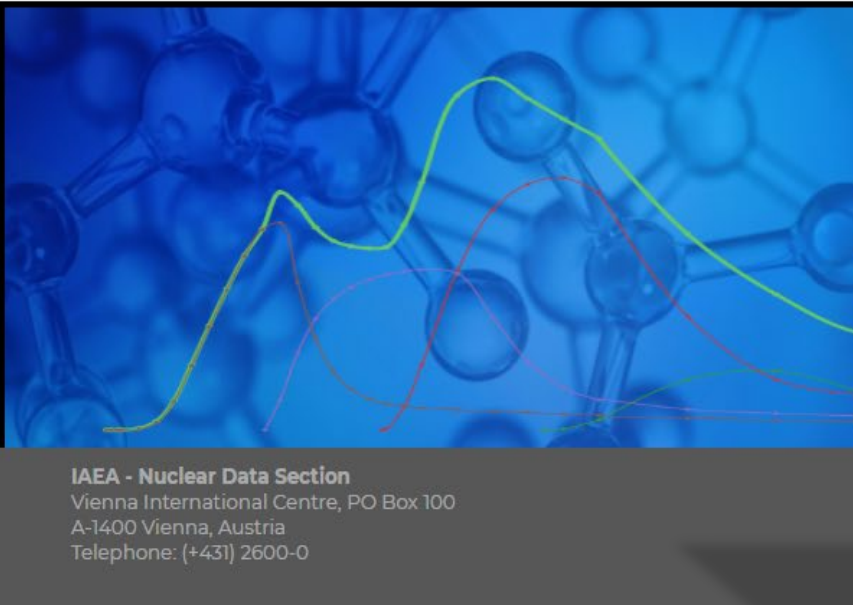 IAEA - Nuclear Data Section
Vienna International Centre, PO Box 100
A-1400 Vienna, Austria
Telephone: (+431) 2600-0